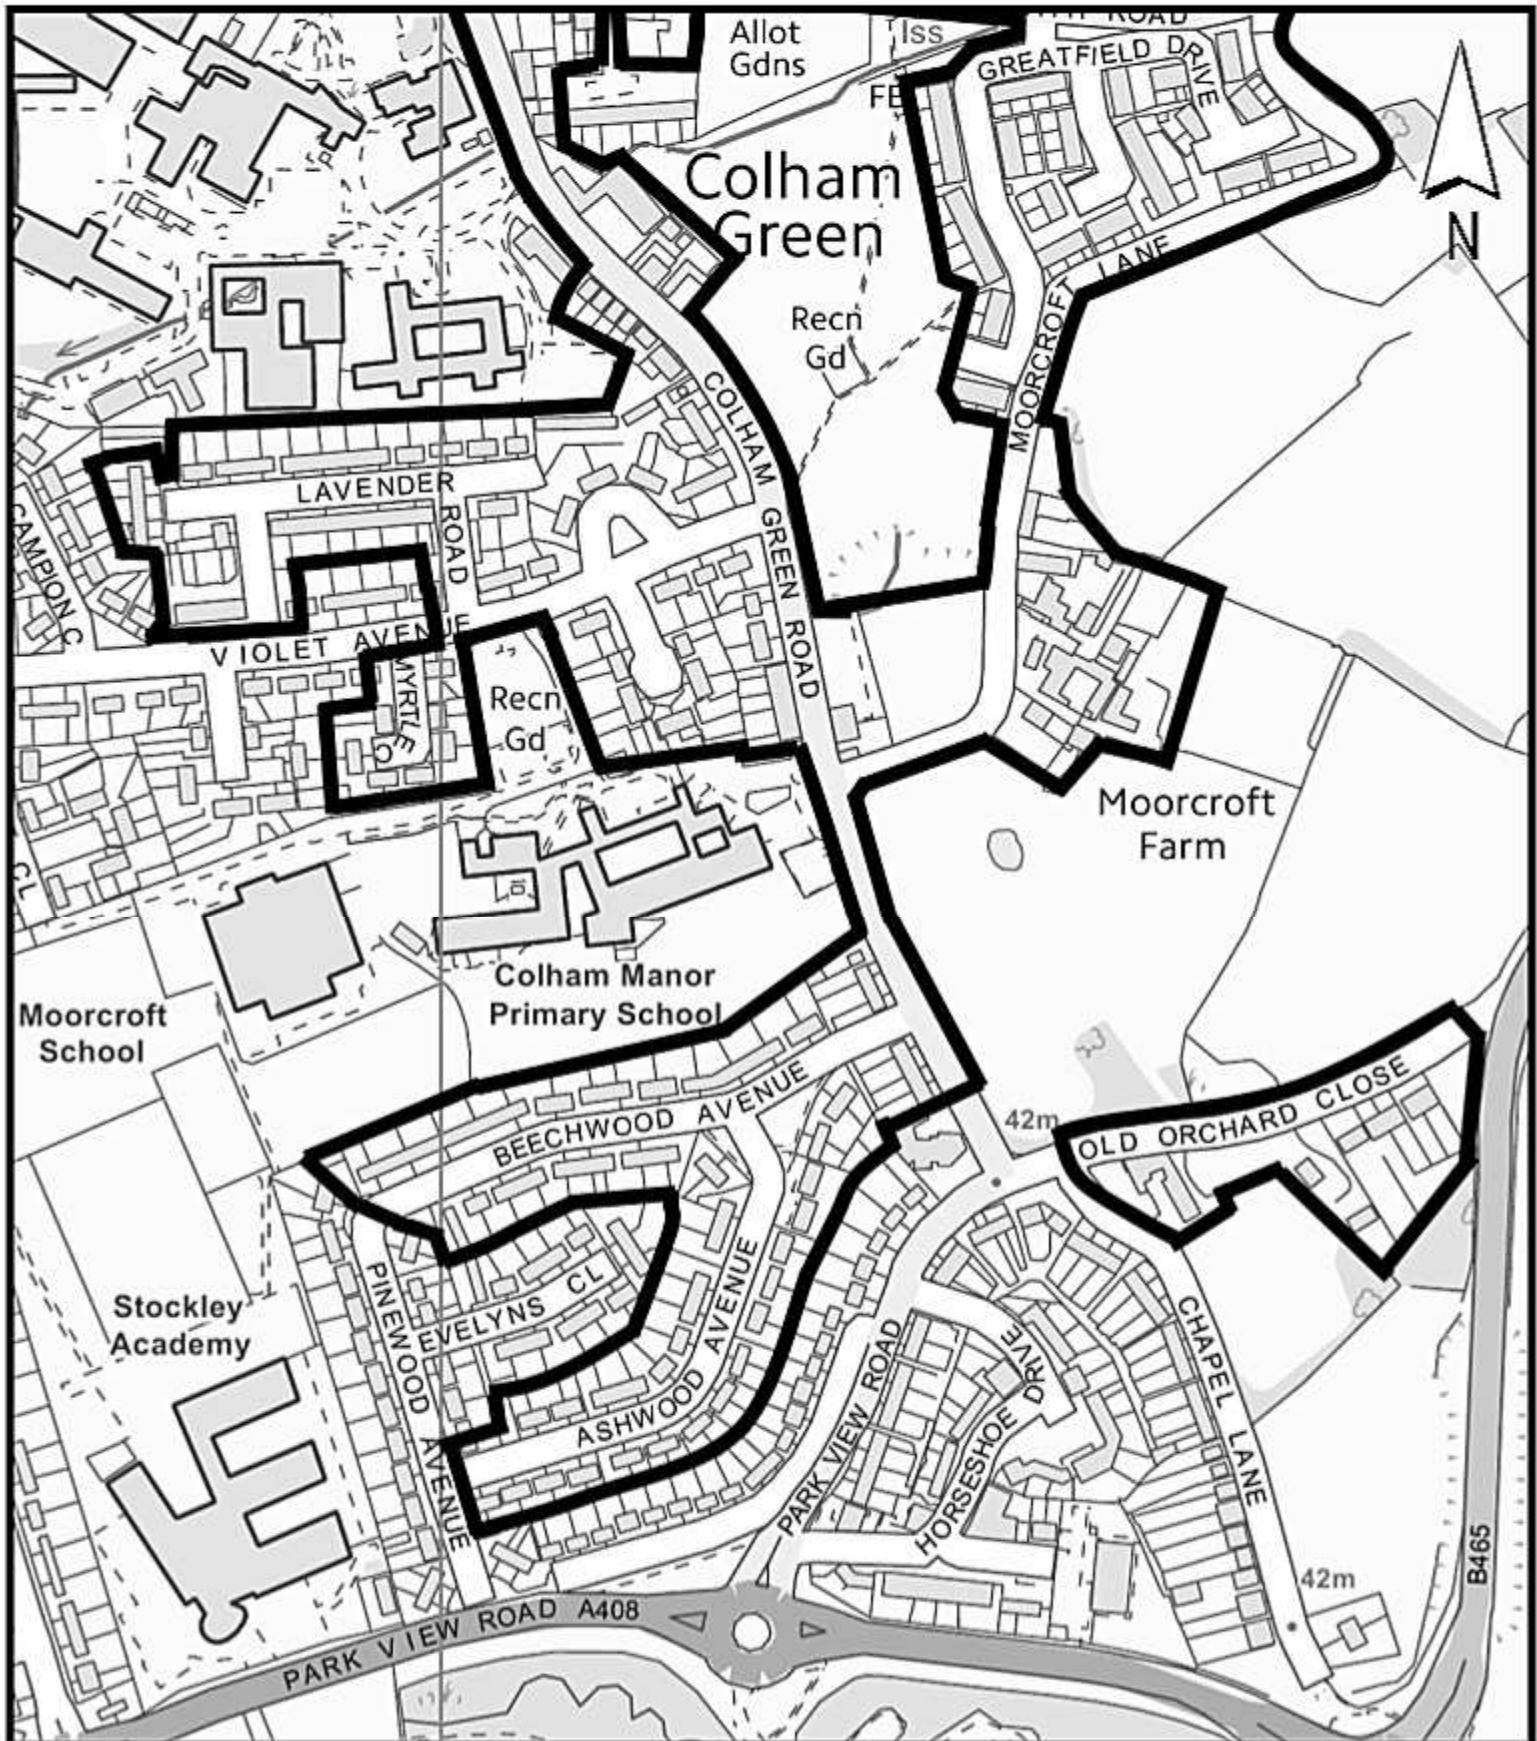 Allot
Gdns
Iss
ROAD
GREATFIELD DRIVE
Colham
Green
N
MOORCROFT LANE
Recn
Gd
COLHAM GREEN ROAD
LAVENDER
ROAD
CAMPION C
VIOLET AVENUE
MYRTLE
C
Recn
Gd
Moorcroft
Farm
CL
Colham Manor
Primary School
Moorcroft
School
BEECHWOOD AVENUE
42m
OLD ORCHARD CLOSE
Stockley
Academy
PINEWOOD AVENUE
EVELYNS CL
ASHWOOD AVENUE
PARK VIEW ROAD
HORSESHOE DRIVE
CHAPEL LANE
42m
B465
PARK VIEW ROAD A408